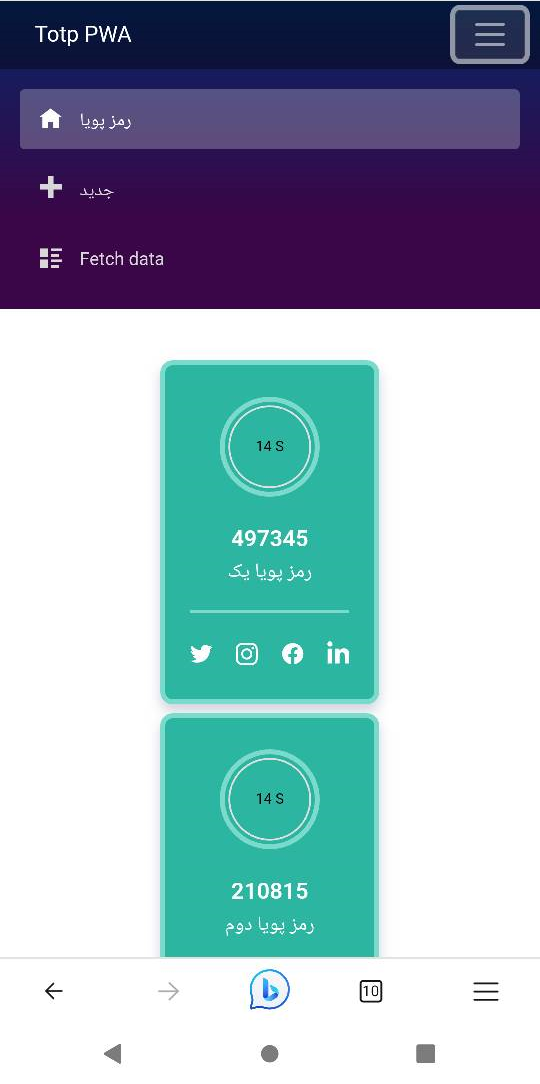 Totp PWA
رمز پویا
جدید
Fetch data
14 S
497345
رمز پویا یک
14 S
210815
رمز پویا دوم
10